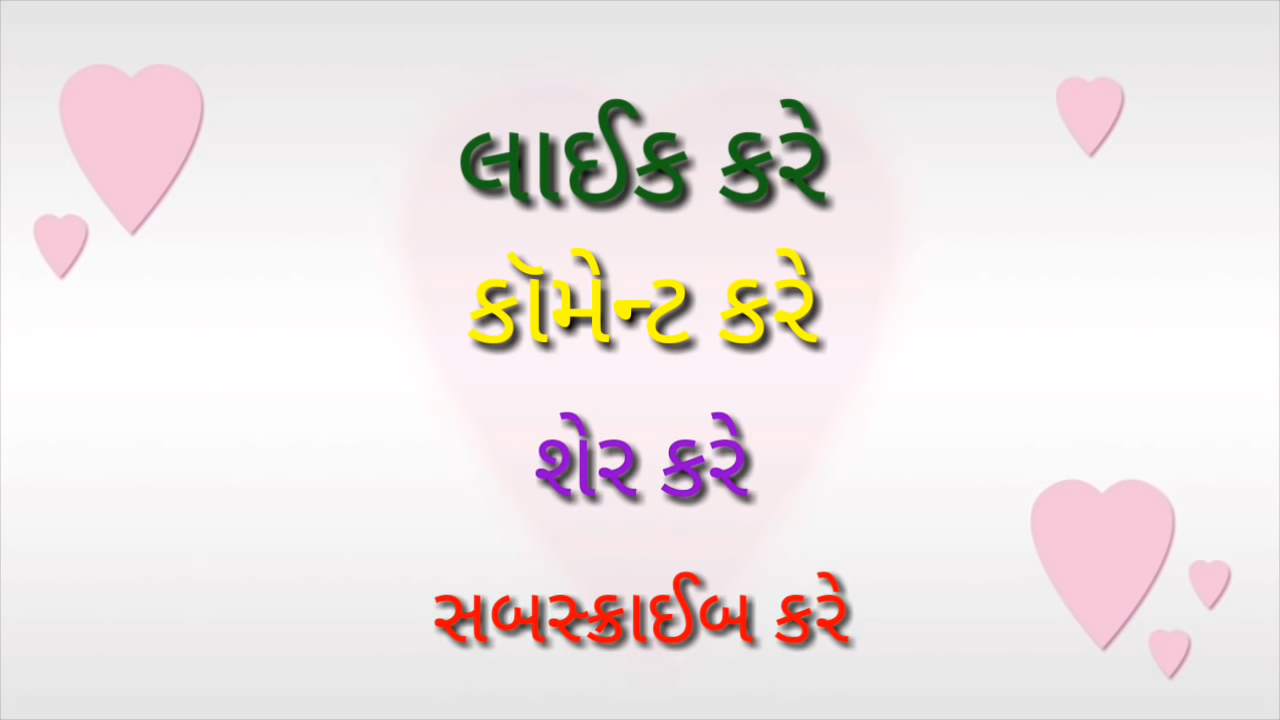 લાઈક કરે
કૉમેન્ટ કરે
શેર કરે
સબસ્ક્રાઈબ કરે